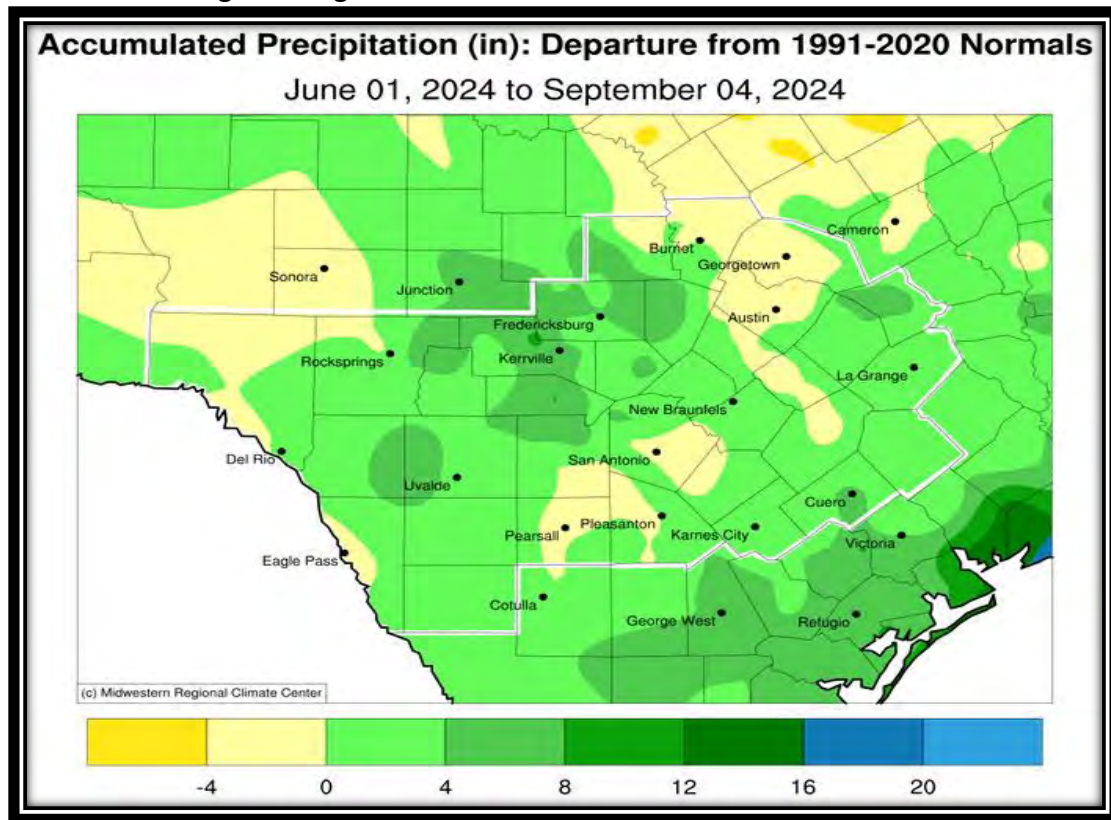 Accumulated Precipitation (in): Departure from 1991-2020 Normals
June 01, 2024 to September 04, 2024
Cameron
Burnet
Georgetown
Sonora
Junction
Fredericksburg
Austin
Rocksprings
Kerrville
La Grange
New Braunfels
Del Rio
San Antonio
Uvalde
Cuero
Pearsall
Pleasanton
Karnes City
Victoria
Eagle Pass
Cotulla
George West
Refugio
(c) Midwestern Regional Climate Center
-4 0 4 8 12 16 20